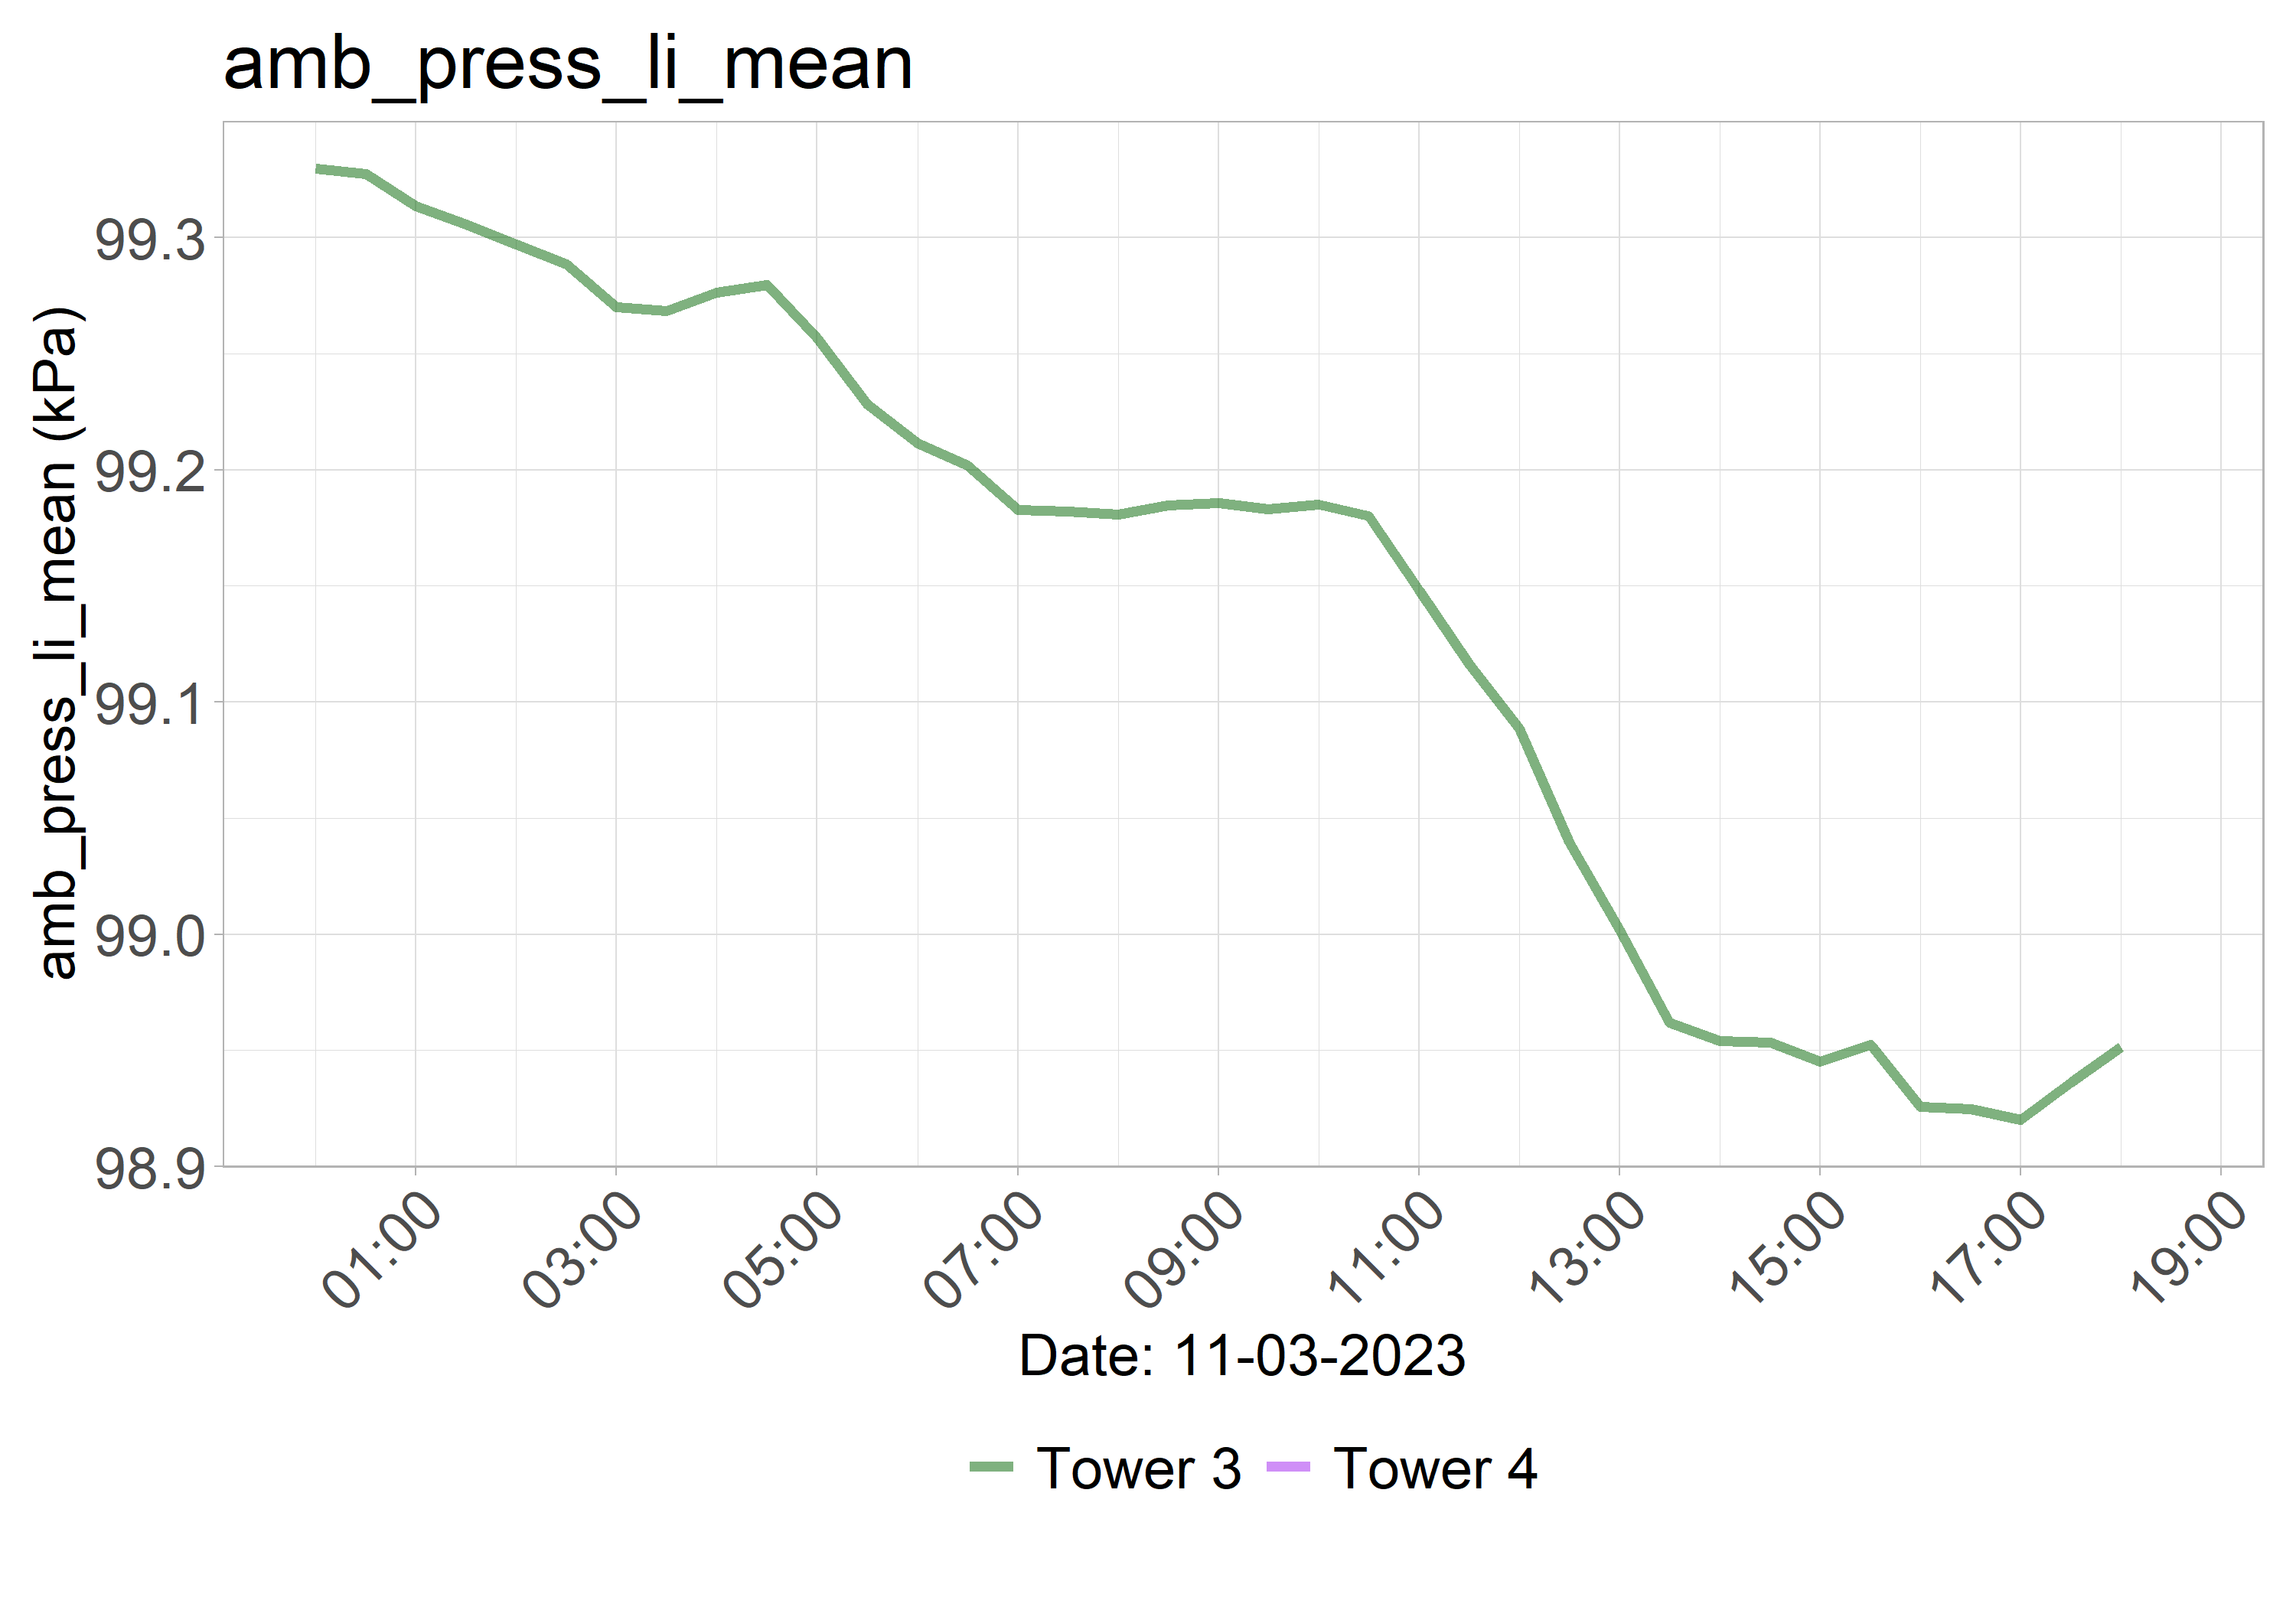 amb_press_li_mean
amb_press_li_mean (kPa)
99.3
99.2
99.1
99.0
98.9
01:00 03:00 05:00 07:00 09:00 11:00 13:00 15:00 17:00 19:00
Date: 11-03-2023
Tower 3 Tower 4